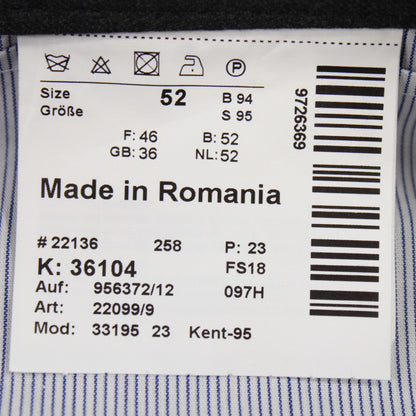 P
Size 52 B 94
Größe S 95
F: 46 B: 52
GB: 36 NL: 52
Made in Romania
# 22136 258 P: 23
K: 36104 FS18
Auf: 956372/12 097H
Art: 22099/9
Mod: 33195 23 Kent-95
9726369